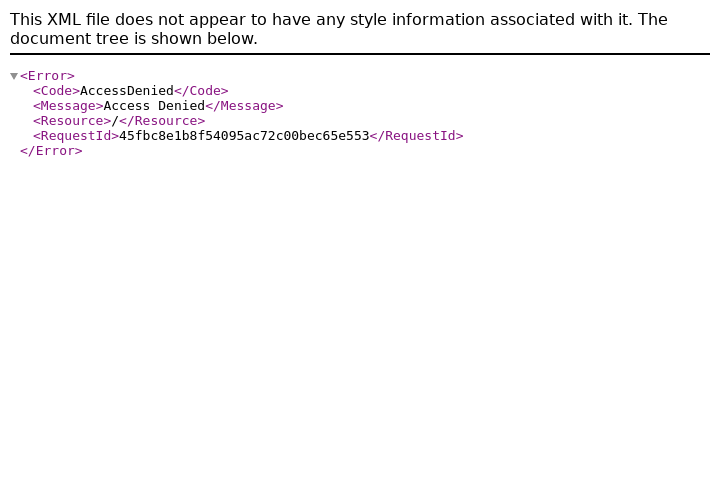 This XML file does not appear to have any style information associated with it. The
document tree is shown below.
<Error>
<Code>AccessDenied</Code>
<Message>Access Denied</Message>
<Resource>/</Resource>
<RequestId>45fbc8e1b8f54095ac72c00bec65e553</RequestId>
</Error>